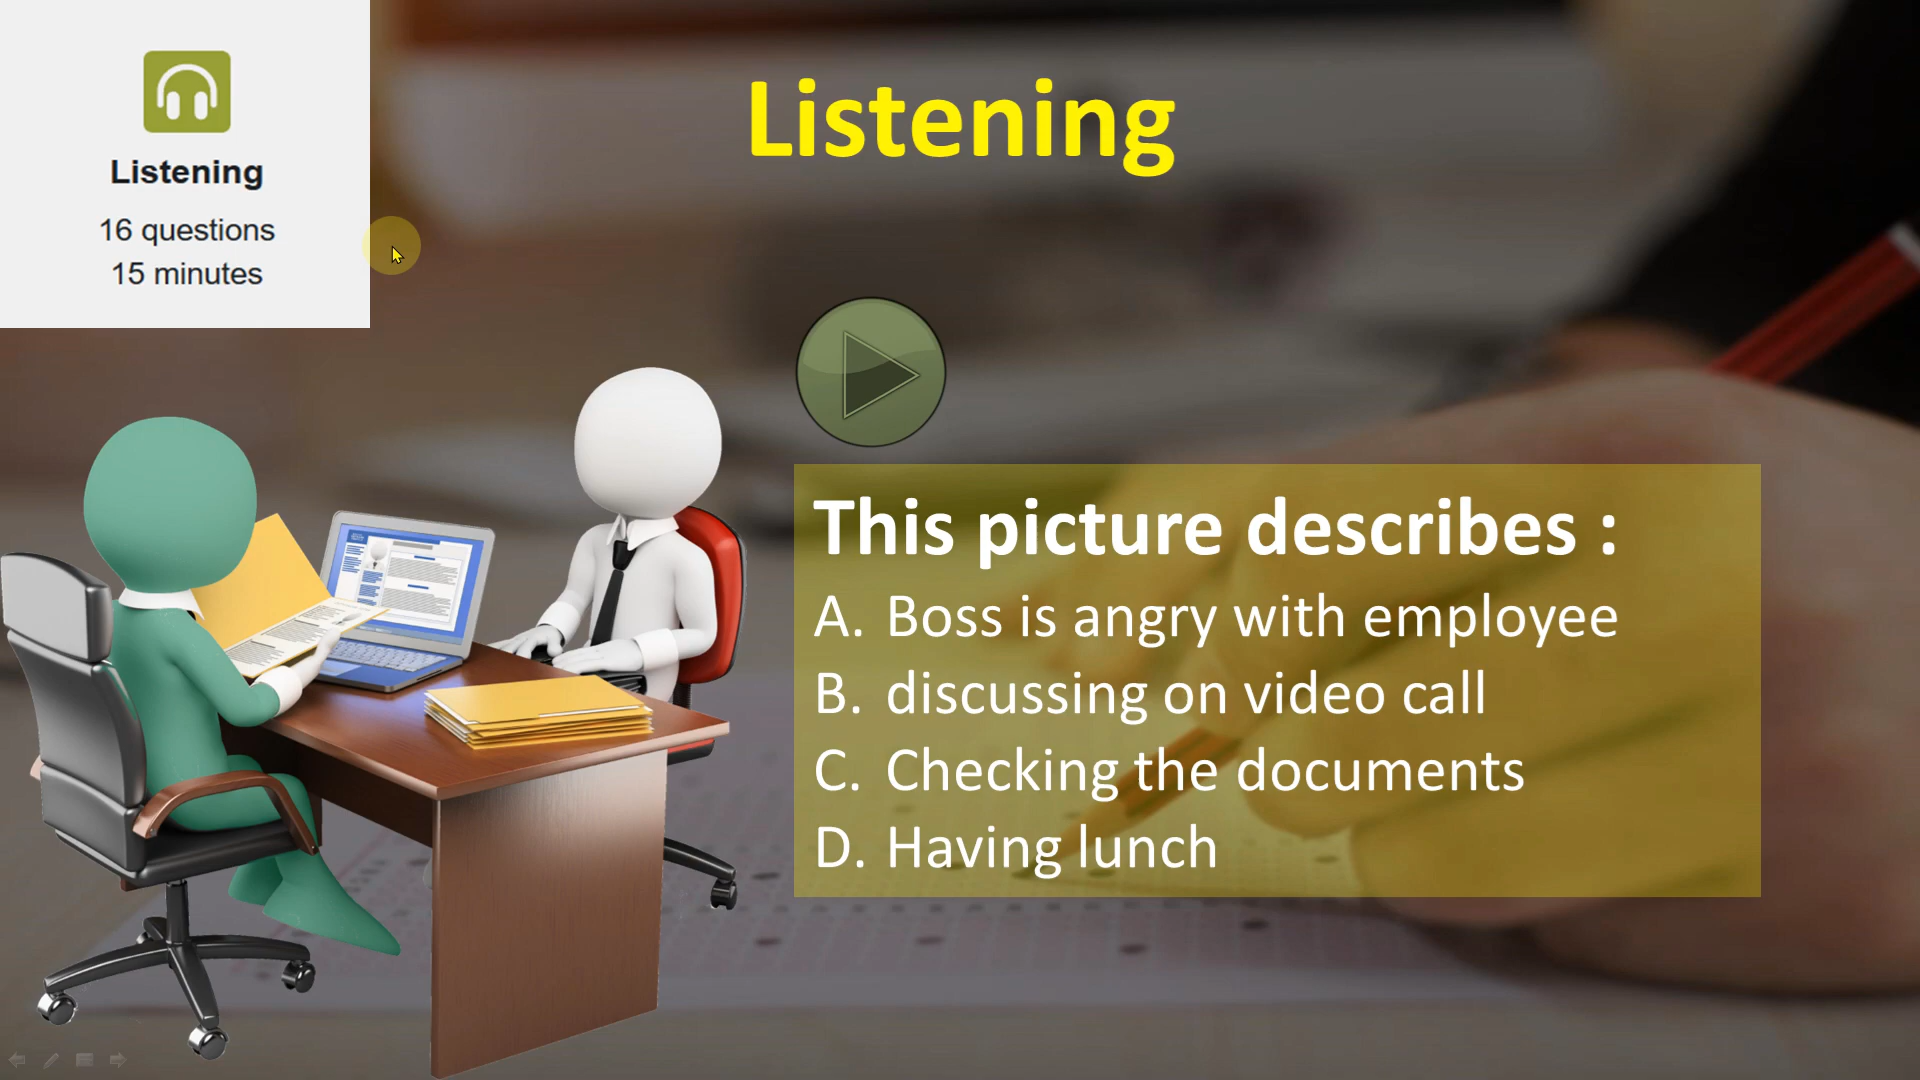 Listening
16 questions
15 minutes
Listening
This picture describes :
A. Boss is angry with employee
B. discussing on video call
C. Checking the documents
D. Having lunch